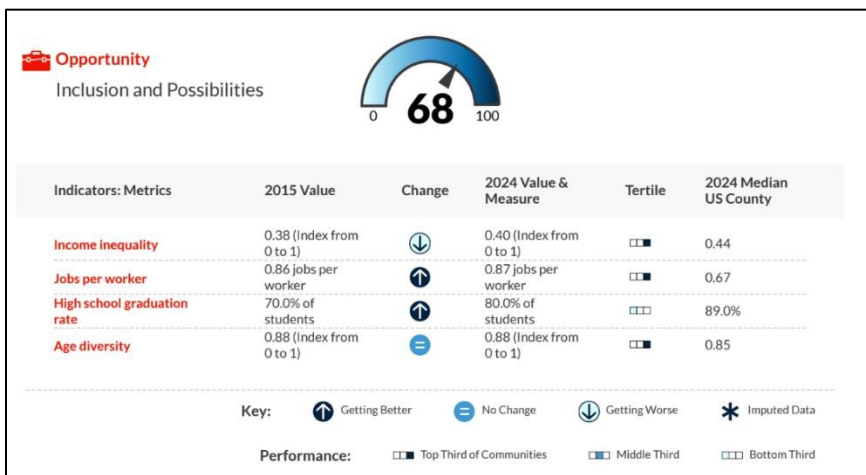 Opportunity
Inclusion and Possibilities
68
0 100
Indicators: Metrics 2015 Value Change 2024 Value & Measure Tertile 2024 Median US County
Income inequality 0.38 (Index from 0 to 1) 0.40 (Index from 0 to 1) 0.44
Jobs per worker 0.86 jobs per worker 0.87 jobs per worker 0.67
High school graduation rate 70.0% of students 80.0% of students 89.0%
Age diversity 0.88 (Index from 0 to 1) 0.88 (Index from 0 to 1) 0.85
Key: Getting Better No Change Getting Worse Imputed Data
Performance: Top Third of Communities Middle Third Bottom Third